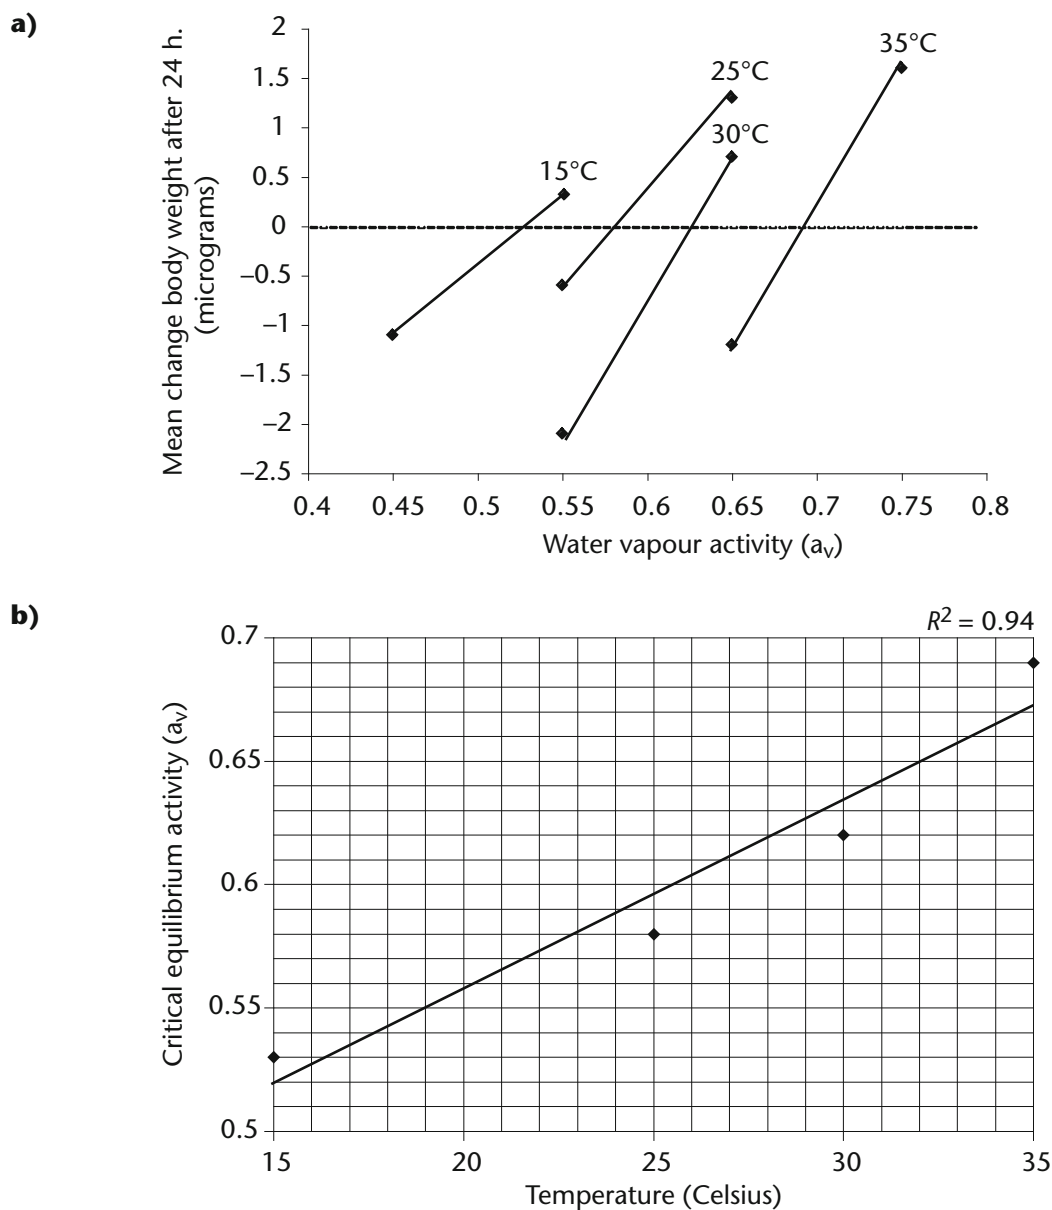 a)
Mean change body weight after 24 h.
(micrograms)
2
1.5
1
0.5
0
–0.5
–1
–1.5
–2
–2.5
15°C
25°C
30°C
35°C
0.4 0.45 0.5 0.55 0.6 0.65 0.7 0.75 0.8
Water vapour activity (av)
b)
R2 = 0.94
Critical equilibrium activity (av)
0.7
0.65
0.6
0.55
0.5
15 20 25 30 35
Temperature (Celsius)